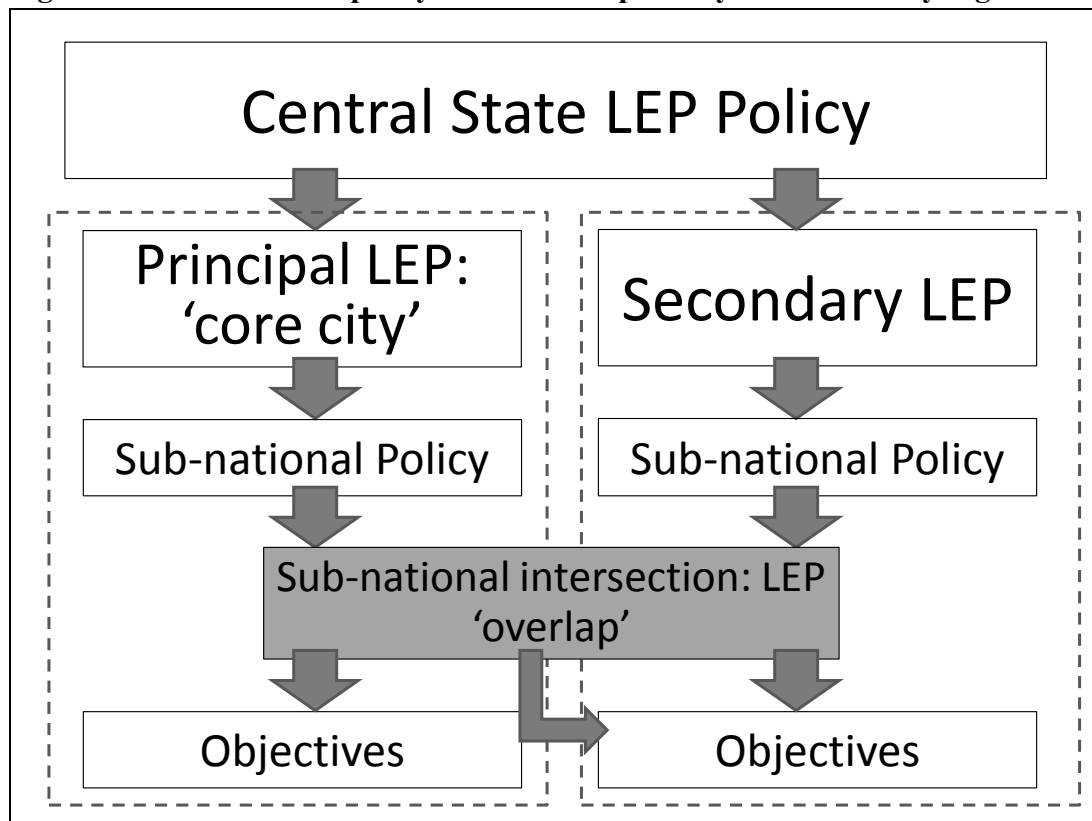 Central State LEP Policy
Principal LEP:
‘core city’
Secondary LEP
Sub-national Policy
Sub-national Policy
Sub-national intersection: LEP
‘overlap’
Objectives
Objectives